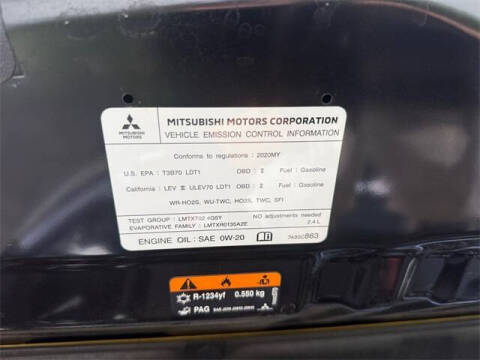 MITSUBISHI MOTORS CORPORATION
VEHICLE EMISSION CONTROL INFORMATION
MITSUBISHI
MOTORS
Conforms to regulations : 2020MY
U.S. EPA : T3B70 LDT1 OBD : II Fuel : Gasoline
California : LEV III ULEV70 LDT1 OBD : II Fuel : Gasoline
WR-HO2S, WU-TWC, HO2S, TWC, SFI
TEST GROUP : No adjustments needed
EVAPORATIVE FAMILY : LMTXR0135A2E 2.4 L
ENGINE OIL : SAE 0W-20
R-1234yf 0.550 kg
PAG SAE